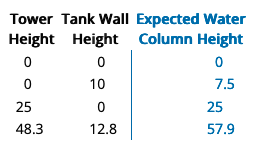 Tower Tank Wall Expected Water
Height Height Column Height
0 0 0
0 10 7.5
25 0 25
48.3 12.8 57.9